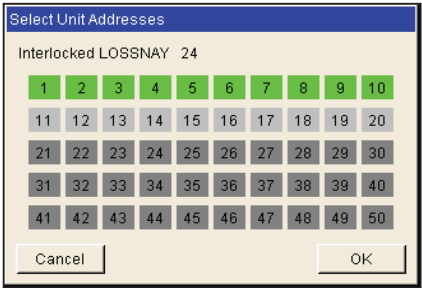 Select Unit Addresses
Interlocked LOSSNAY 24
1 2 3 4 5 6 7 8 9 10
11 12 13 14 15 16 17 18 19 20
21 22 23 24 25 26 27 28 29 30
31 32 33 34 35 36 37 38 39 40
41 42 43 44 45 46 47 48 49 50
Cancel OK